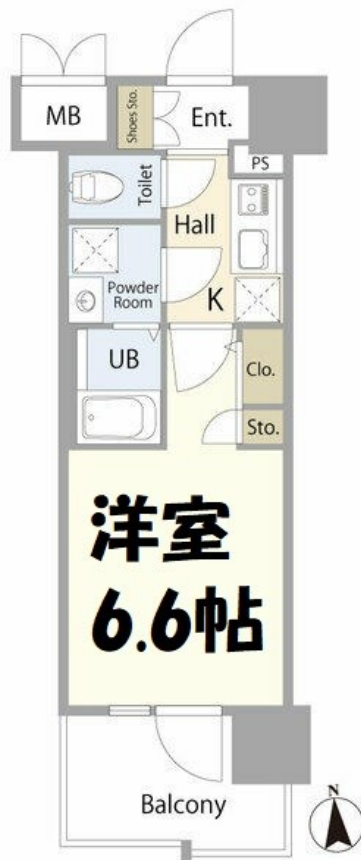 MB
Shoes Sto.
Ent.
PS
Toilet
Hall
Powder
Room
K
UB
Clo.
Sto.
洋室
6.6帖
Balcony
N